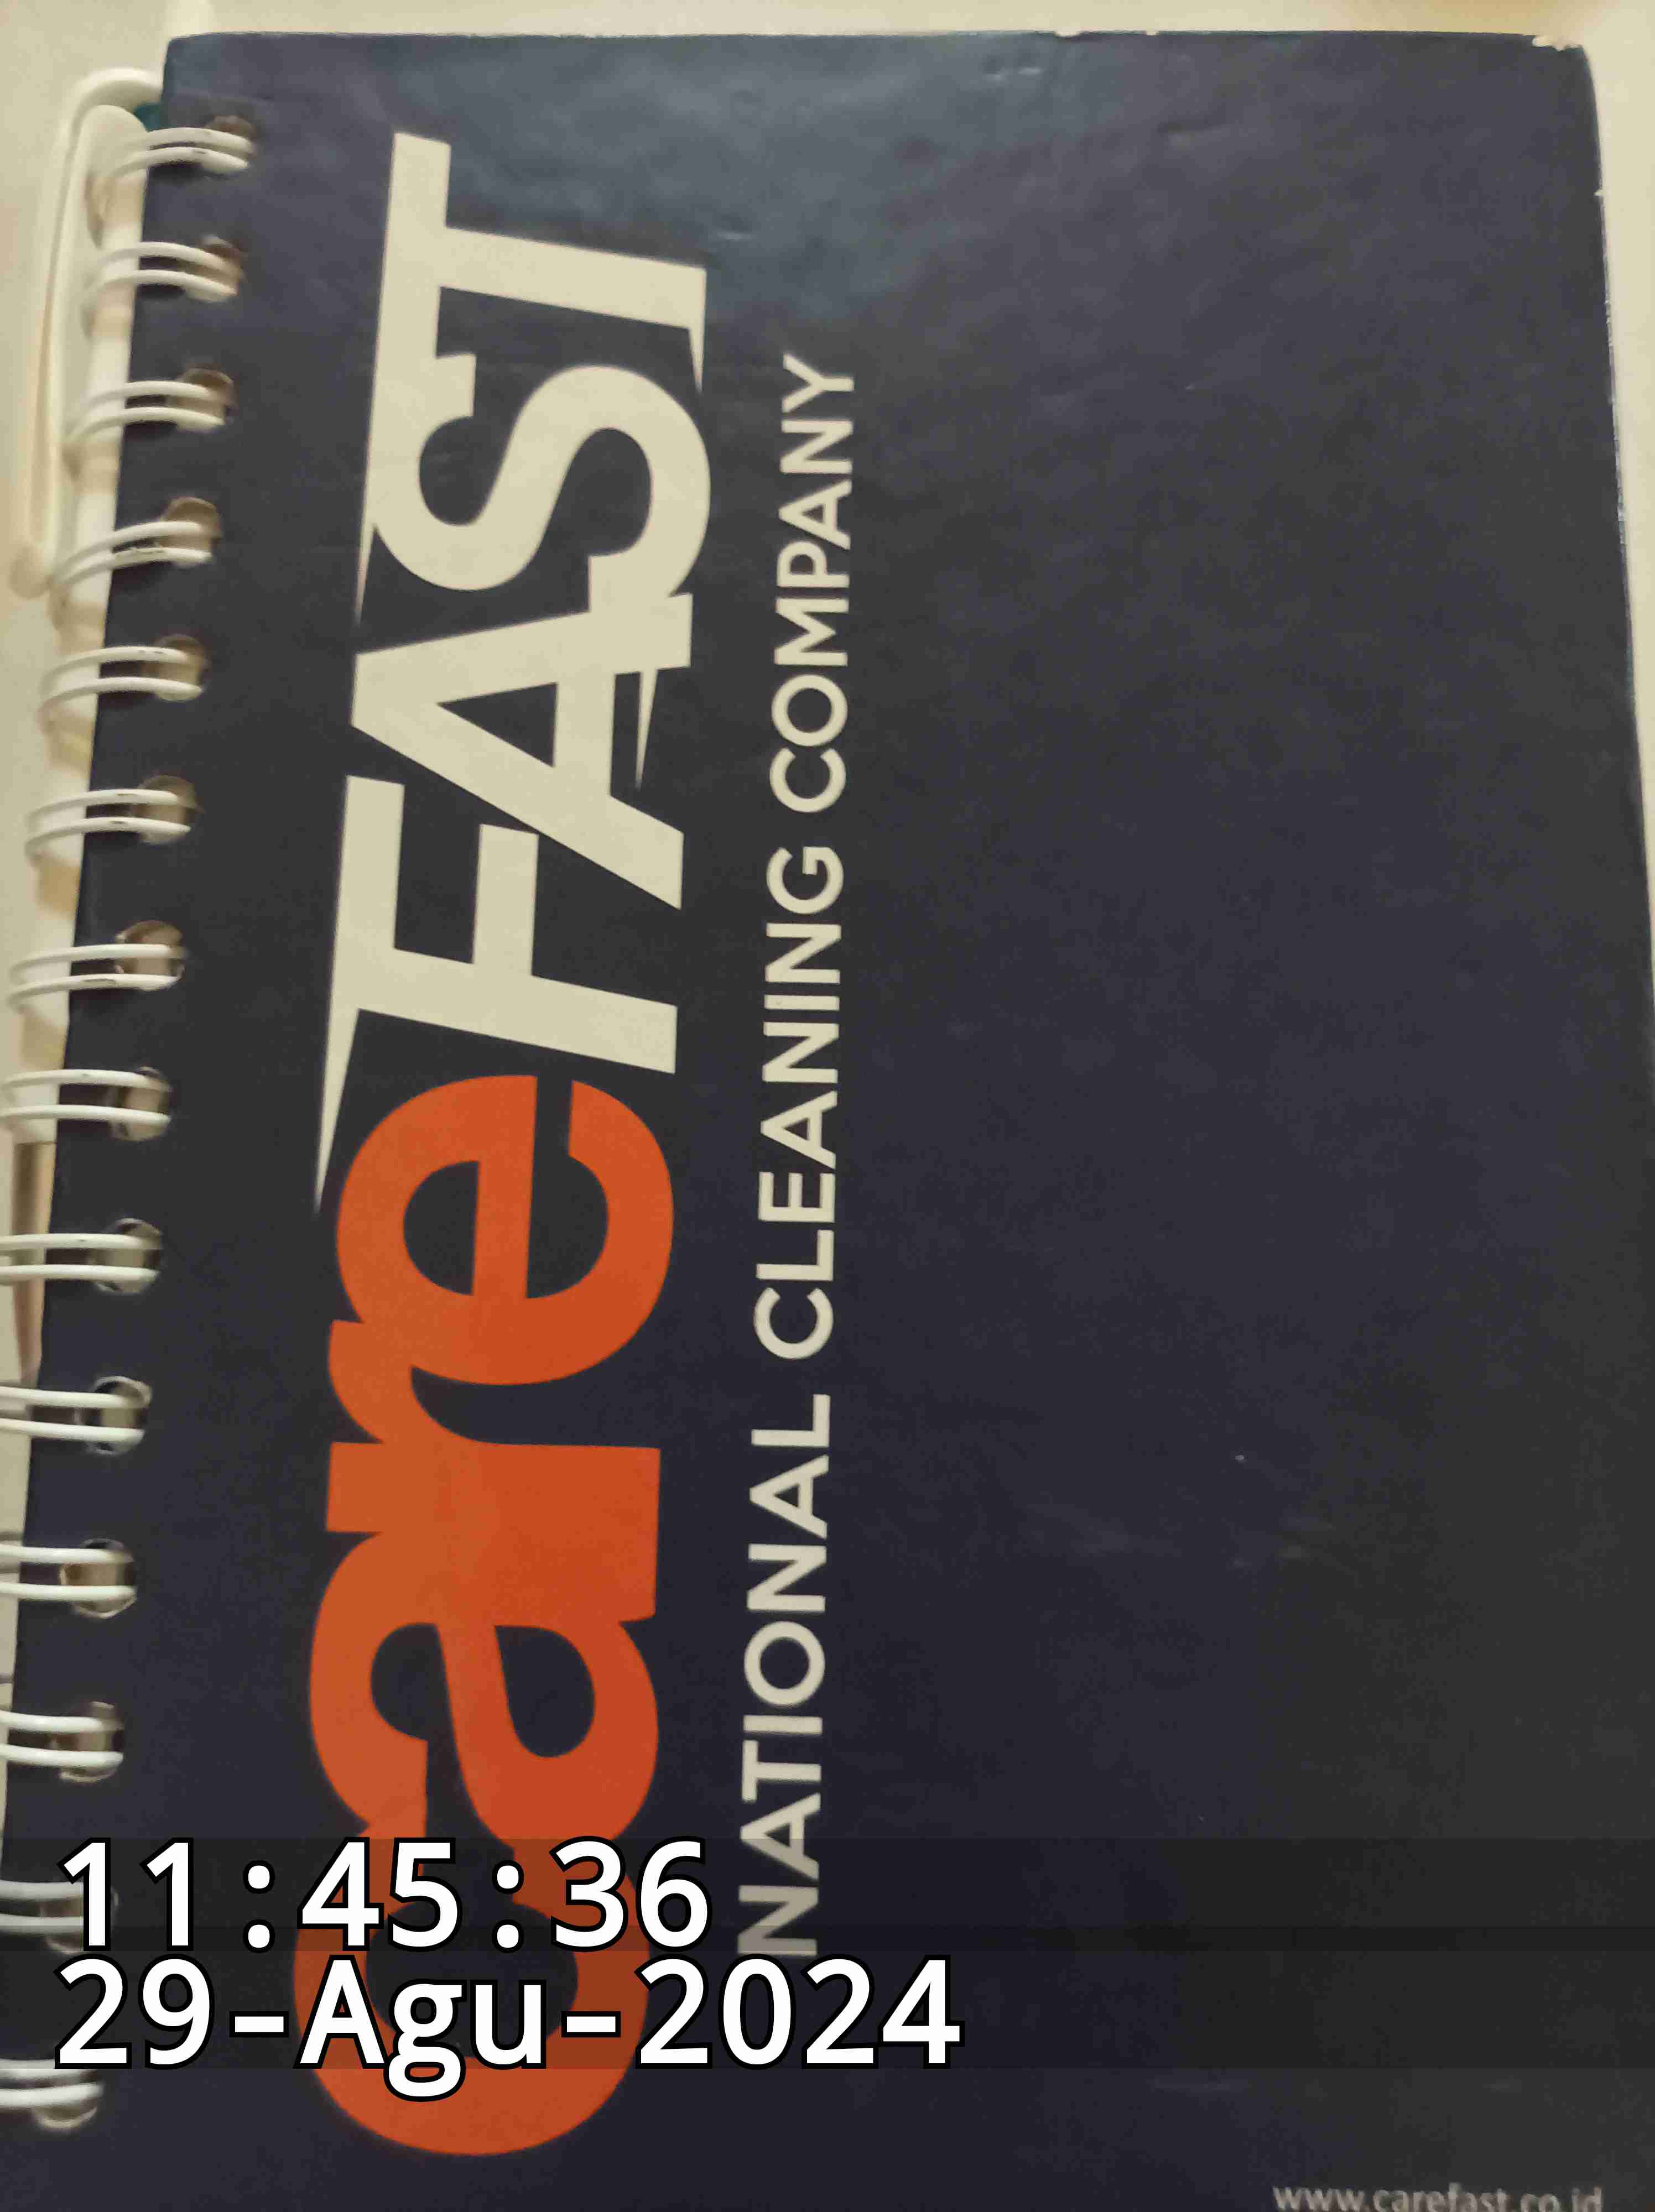 careFAST
NATIONAL CLEANING COMPANY
11:45:36
29-Agu-2024
www.carefast.co.id